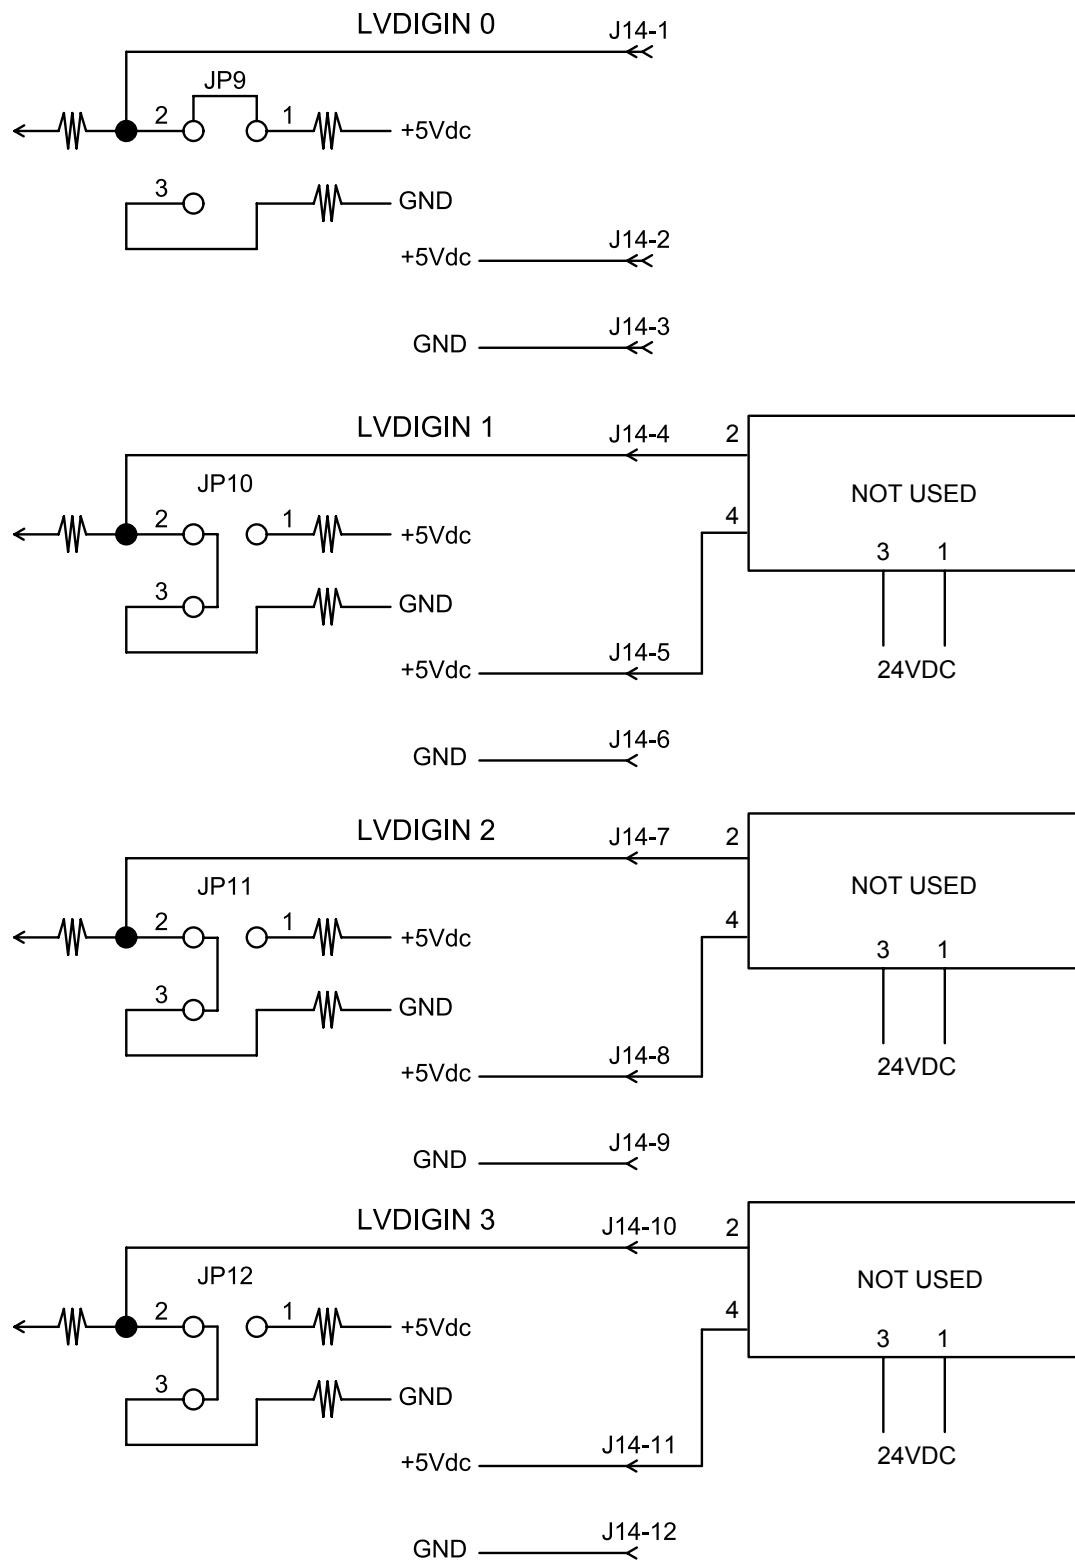 LVDIGIN 0
J14-1
JP9
2
1
+5Vdc
3
GND
+5Vdc
J14-2
GND
J14-3
LVDIGIN 1
J14-4
2
JP10
NOT USED
2
1
+5Vdc
4
3
1
3
GND
+5Vdc
J14-5
24VDC
GND
J14-6
LVDIGIN 2
J14-7
2
JP11
NOT USED
2
1
+5Vdc
4
3
1
3
GND
+5Vdc
J14-8
24VDC
GND
J14-9
LVDIGIN 3
J14-10
2
JP12
NOT USED
2
1
+5Vdc
4
3
1
3
GND
+5Vdc
J14-11
24VDC
GND
J14-12